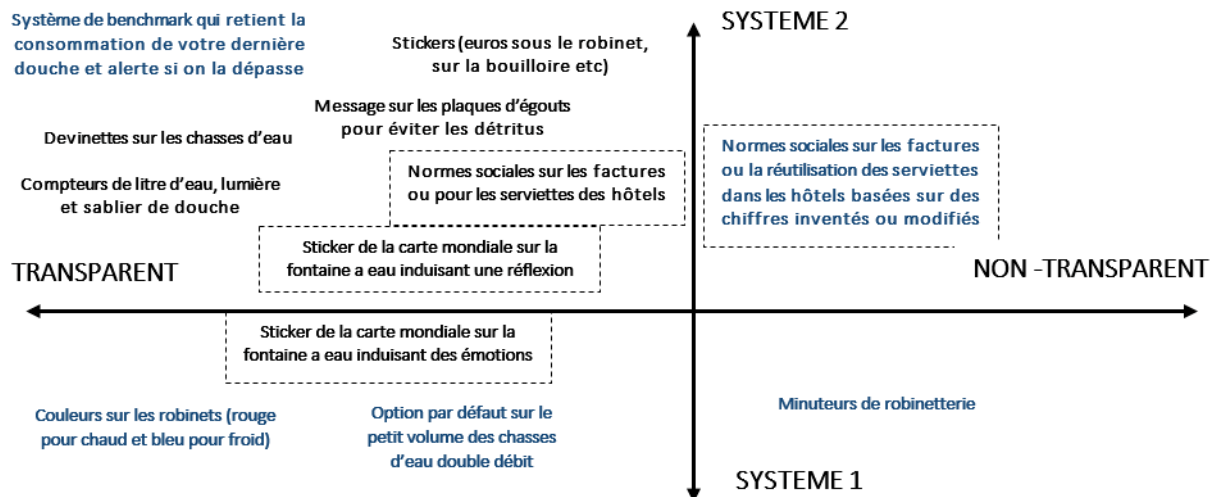 SYSTEME 2
Système de benchmark qui retient la
consommation de votre dernière
douche et alerte si on la dépasse
Stickers (euros sous le robinet,
sur la bouilloire etc)
Message sur les plaques d'égouts
pour éviter les détritus
Devinettes sur les chasses d'eau
Normes sociales sur les factures
ou pour les serviettes des hôtels
Normes sociales sur les factures
ou la réutilisation des serviettes
dans les hôtels basées sur des
chiffres inventés ou modifiés
Compteurs de litre d'eau, lumière
et sablier de douche
Sticker de la carte mondiale sur la
fontaine a eau induisant une réflexion
TRANSPARENT
NON -TRANSPARENT
Sticker de la carte mondiale sur la
fontaine a eau induisant des émotions
Couleurs sur les robinets (rouge
pour chaud et bleu pour froid)
Option par défaut sur le
petit volume des chasses
d'eau double débit
Minuteurs de robinetterie
SYSTEME 1